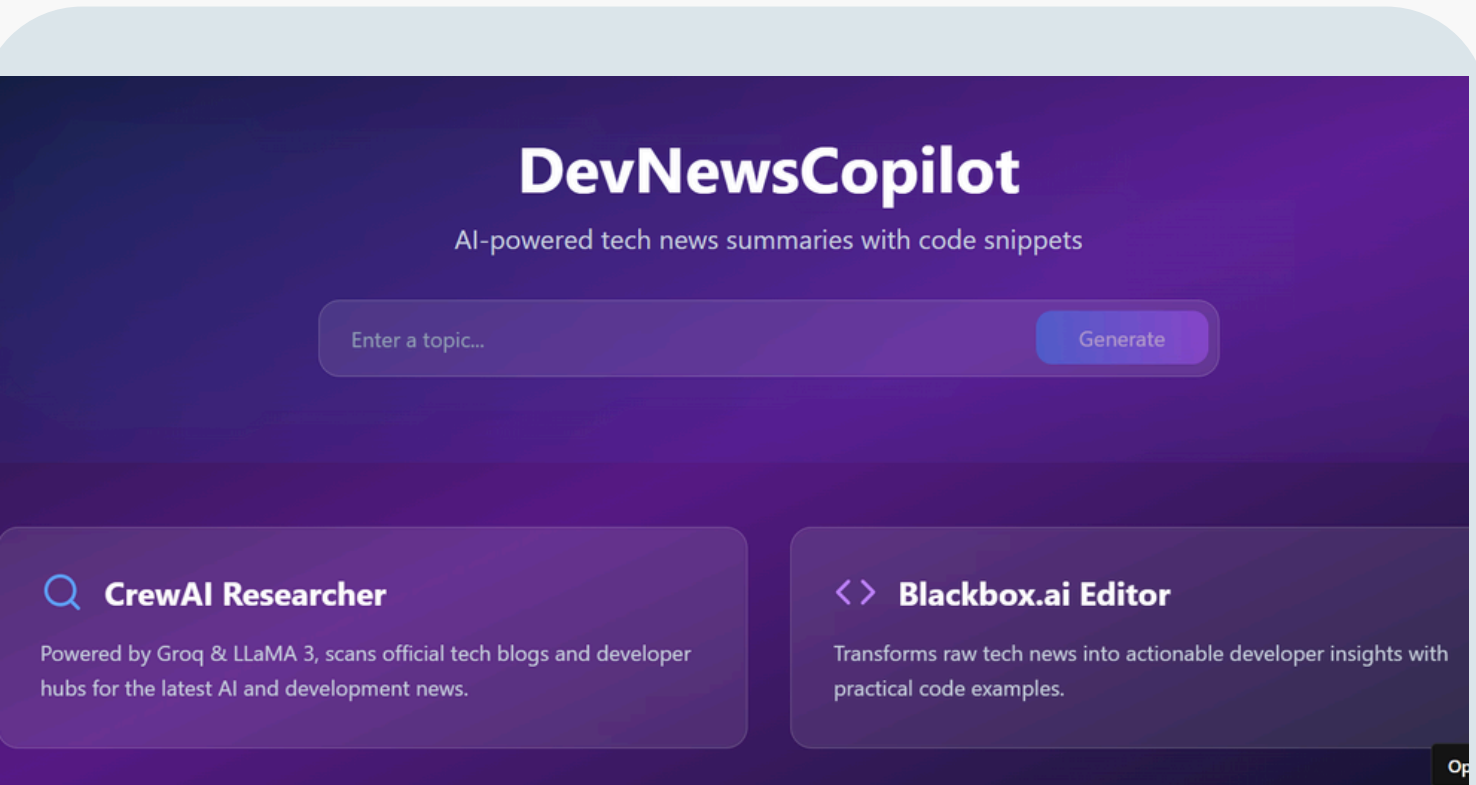 DevNewsCopilot
AI-powered tech news summaries with code snippets
Enter a topic...
Generate
CrewAI Researcher
Powered by Groq & LLaMA 3, scans official tech blogs and developer
hubs for the latest AI and development news.
Blackbox.ai Editor
Transforms raw tech news into actionable developer insights with
practical code examples.